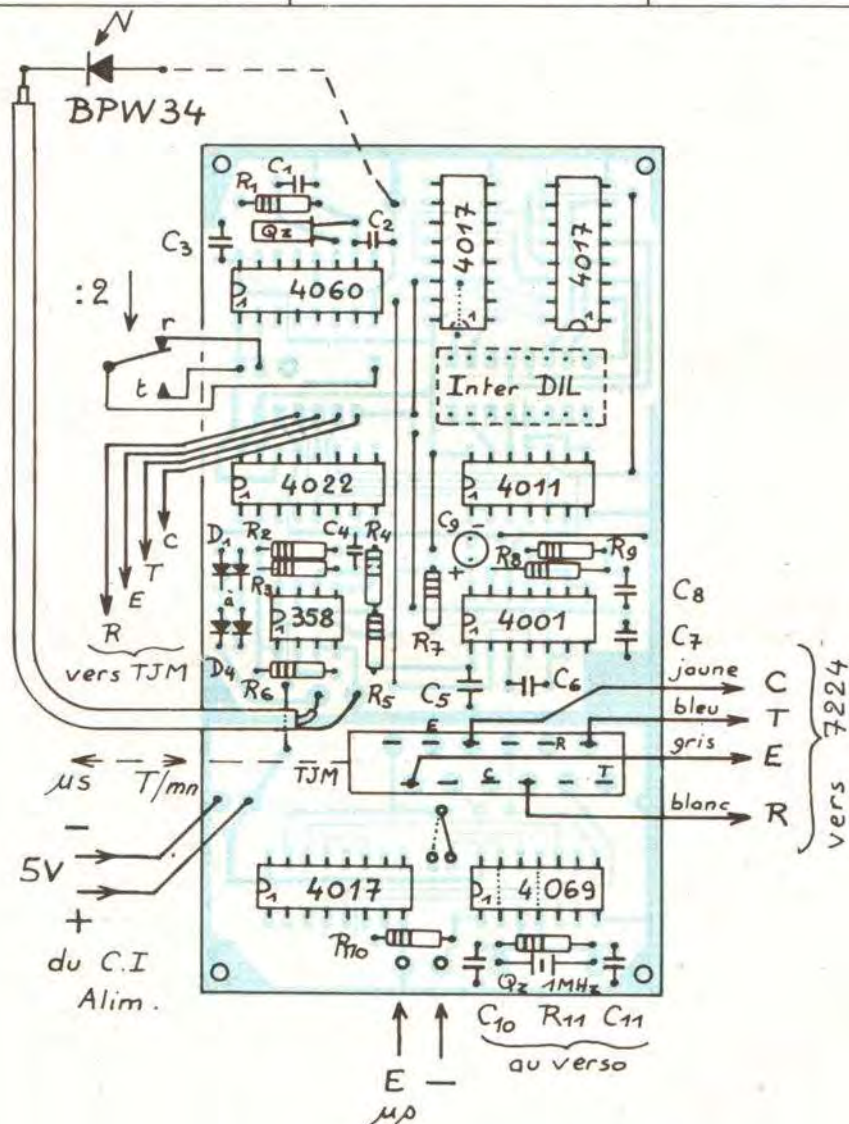 BPW34
C1
R1
C2
Qz
C3
4017
4017
4060
:2
r
t
Inter DIL
4022
4011
C
T
E
R
vers TJM
D1
à
D4
R2
R3
C4
R4
C9
-
+
R8
R9
C8
358
4001
R7
C7
R6
R5
C5
C6
jaune C
bleu T
gris E
blanc R
vers 7224
E
R
TJM
C
T
µs T/mn
-
5V
+
du C.I
Alim.
4017
4069
R10
Qz 1MHz
C10 R11 C11
au verso
E -
µs